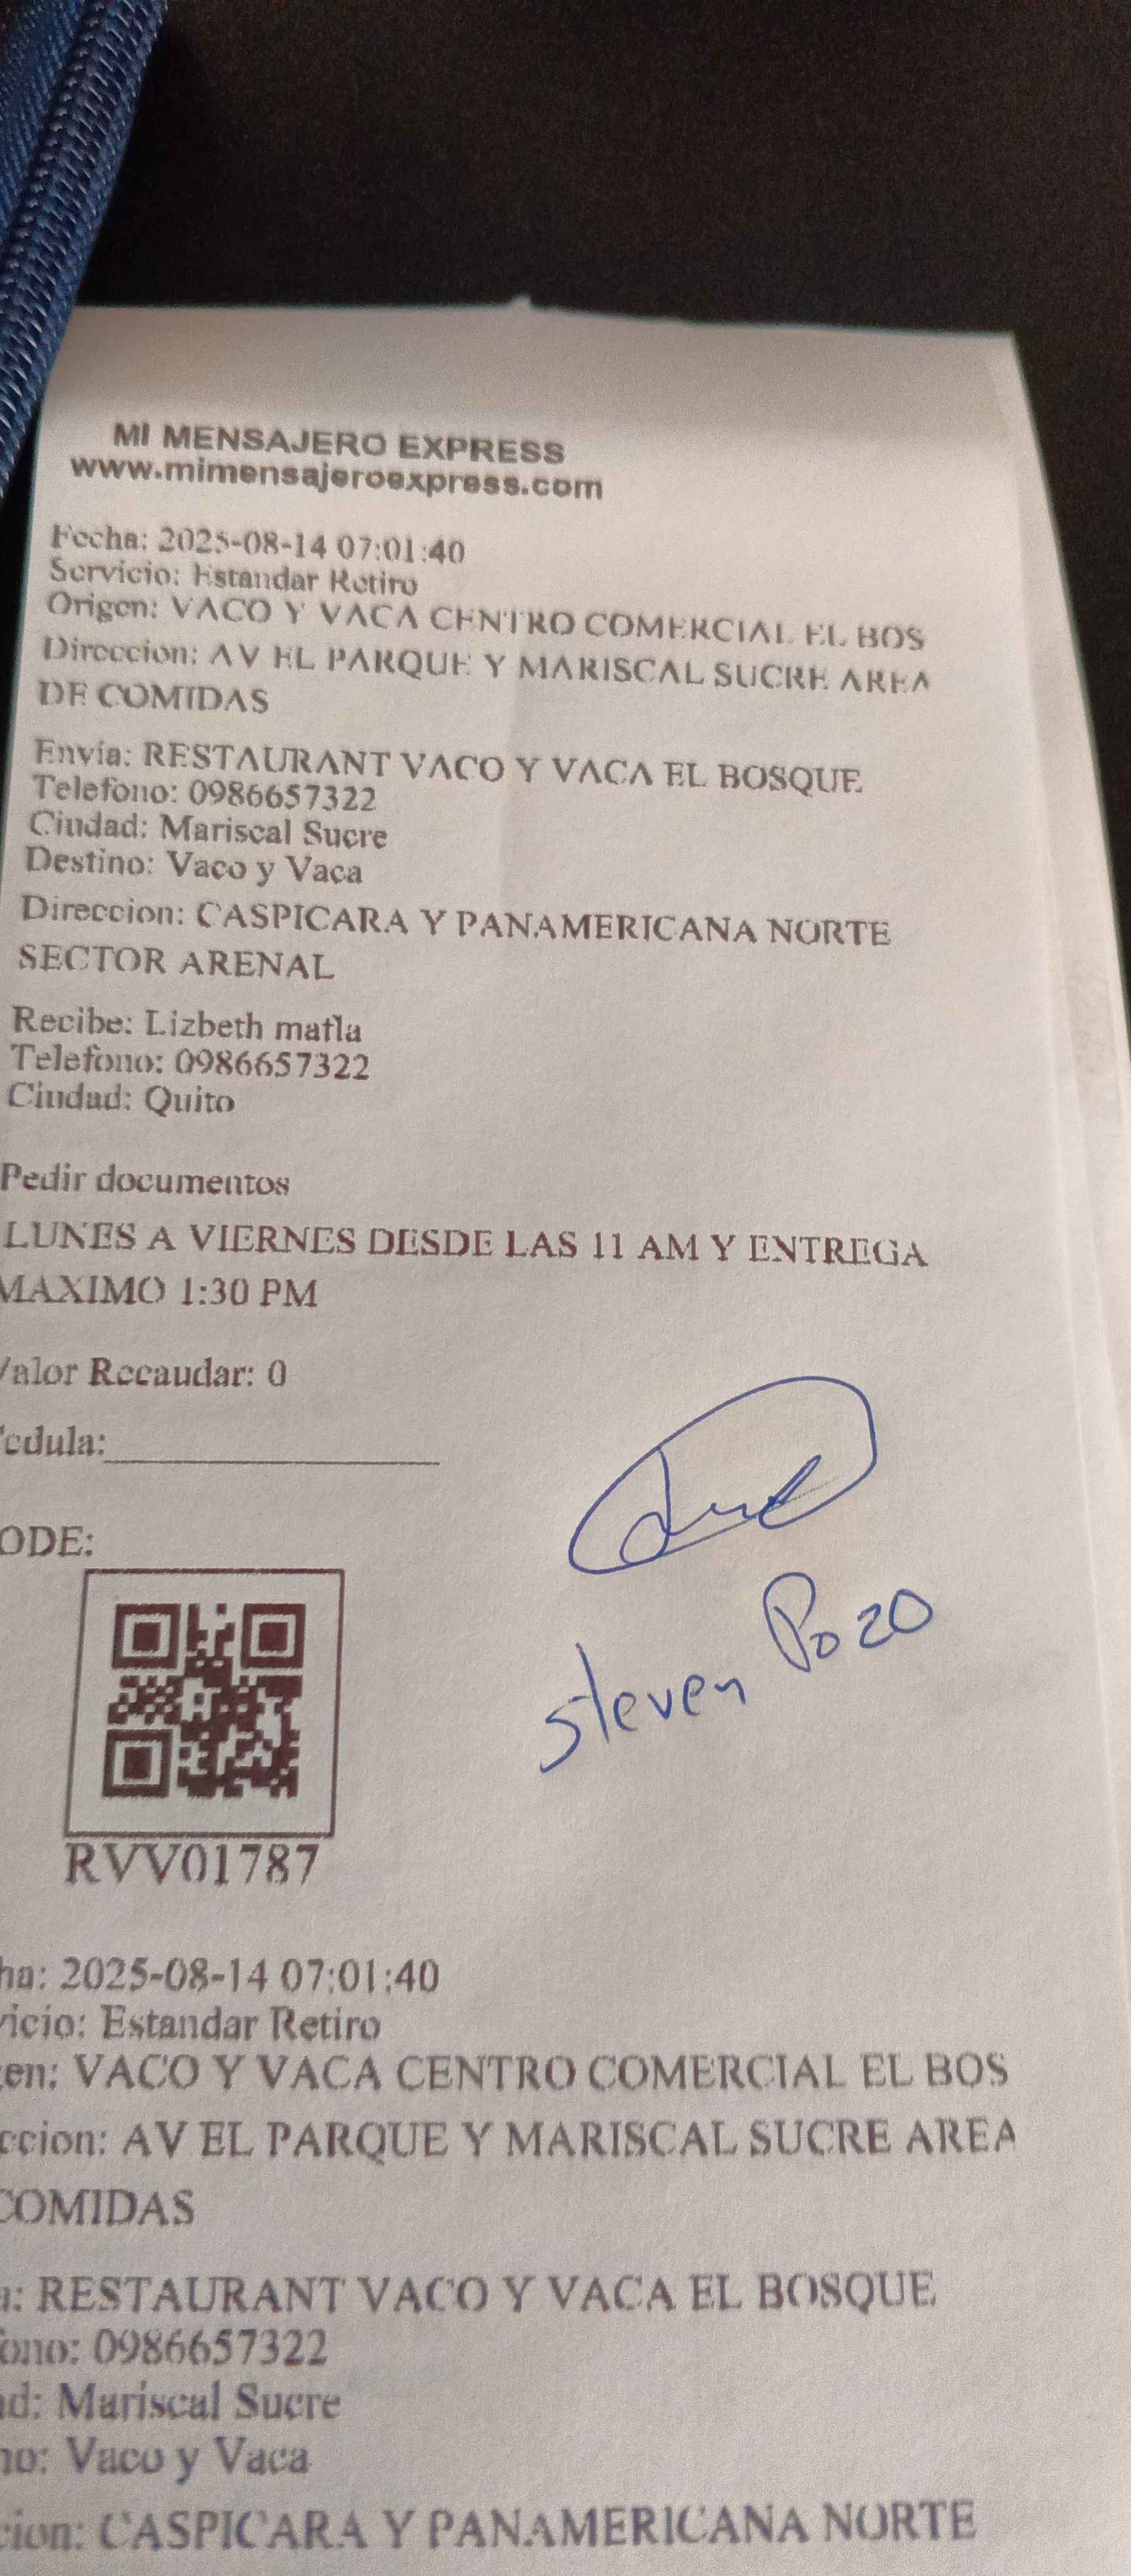 MI MENSAJERO EXPRESS
www.mimensajeroexpress.com
Fecha: 2025-08-14 07:01:40
Servicio: Estandar Retiro
Origen: VACO Y VACA CENTRO COMERCIAL EL BOS
Direccion: AV EL PARQUE Y MARISCAL SUCRE AREA
DE COMIDAS
Envía: RESTAURANT VACO Y VACA EL BOSQUE
Telefono: 0986657322
Ciudad: Mariscal Sucre
Destino: Vaco y Vaca
Direccion: CASPICARA Y PANAMERICANA NORTE
SECTOR ARENAL
Recibe: Lizbeth matla
Telefono: 0986657322
Ciudad: Quito
Pedir documentos
LUNES A VIERNES DESDE LAS 11 AM Y ENTREGA
MAXIMO 1:30 PM
Valor Recaudar: 0
edula:
ODE:
Steven Pozo
RVV01787
ha: 2025-08-14 07:01:40
vicio: Estandar Retiro
gen: VACO Y VACA CENTRO COMERCIAL EL BOS
ccion: AV EL PARQUE Y MARISCAL SUCRE AREA
COMIDAS
a: RESTAURANT VACO Y VACA EL BOSQUE
fono: 0986657322
ad: Mariscal Sucre
no: Vaco y Vaca
cion: CASPICARA Y PANAMERICANA NORTE